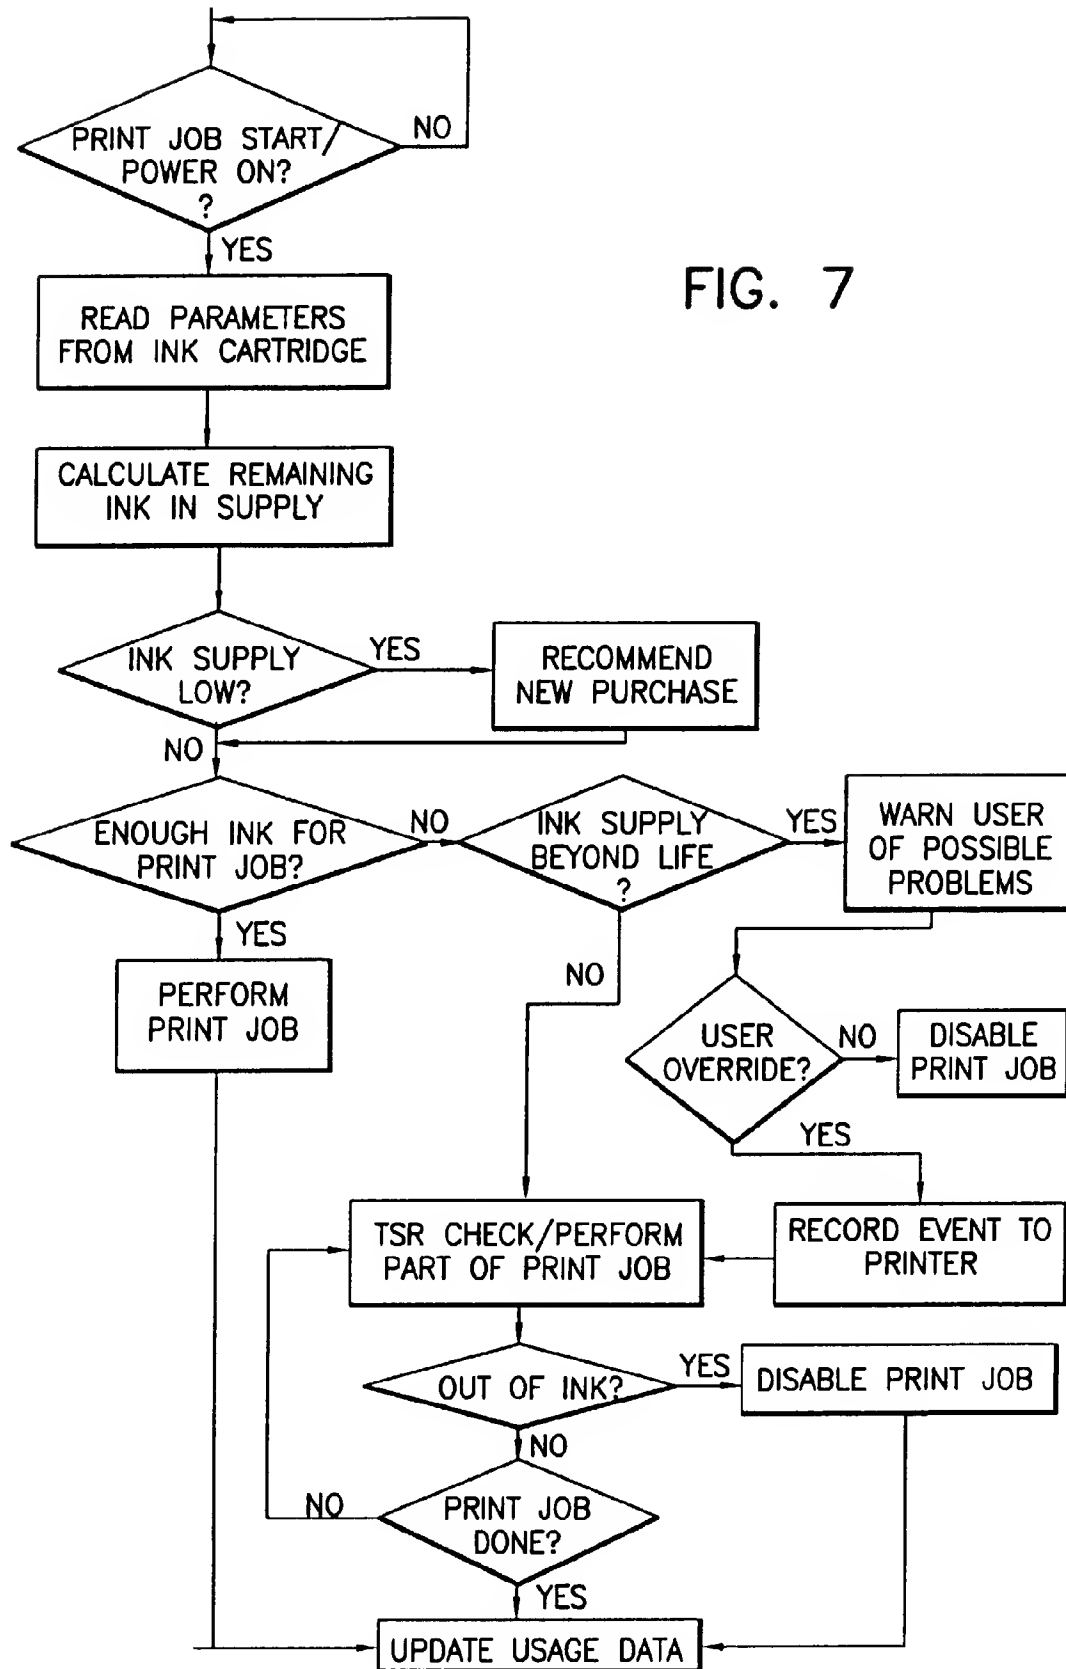 NO
PRINT JOB START/
POWER ON?
?
YES
FIG. 7
READ PARAMETERS
FROM INK CARTRIDGE
CALCULATE REMAINING
INK IN SUPPLY
INK SUPPLY
LOW?
YES
RECOMMEND
NEW PURCHASE
NO
ENOUGH INK FOR
PRINT JOB?
NO
INK SUPPLY
BEYOND LIFE
?
YES
WARN USER
OF POSSIBLE
PROBLEMS
YES
NO
PERFORM
PRINT JOB
USER
OVERRIDE?
NO
DISABLE
PRINT JOB
YES
TSR CHECK/PERFORM
PART OF PRINT JOB
RECORD EVENT TO
PRINTER
OUT OF INK?
YES
DISABLE PRINT JOB
NO
NO
PRINT JOB
DONE?
YES
UPDATE USAGE DATA